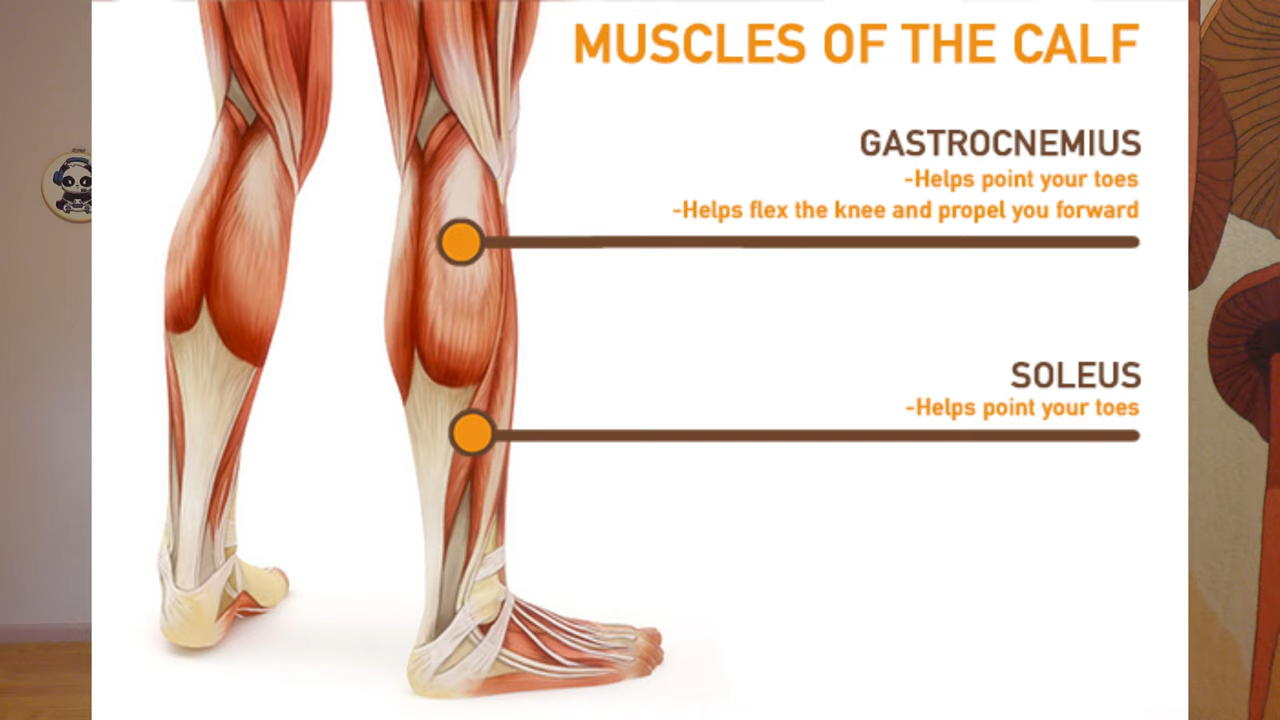 MUSCLES OF THE CALF
GASTROCNEMIUS
-Helps point your toes
-Helps flex the knee and propel you forward
SOLEUS
-Helps point your toes